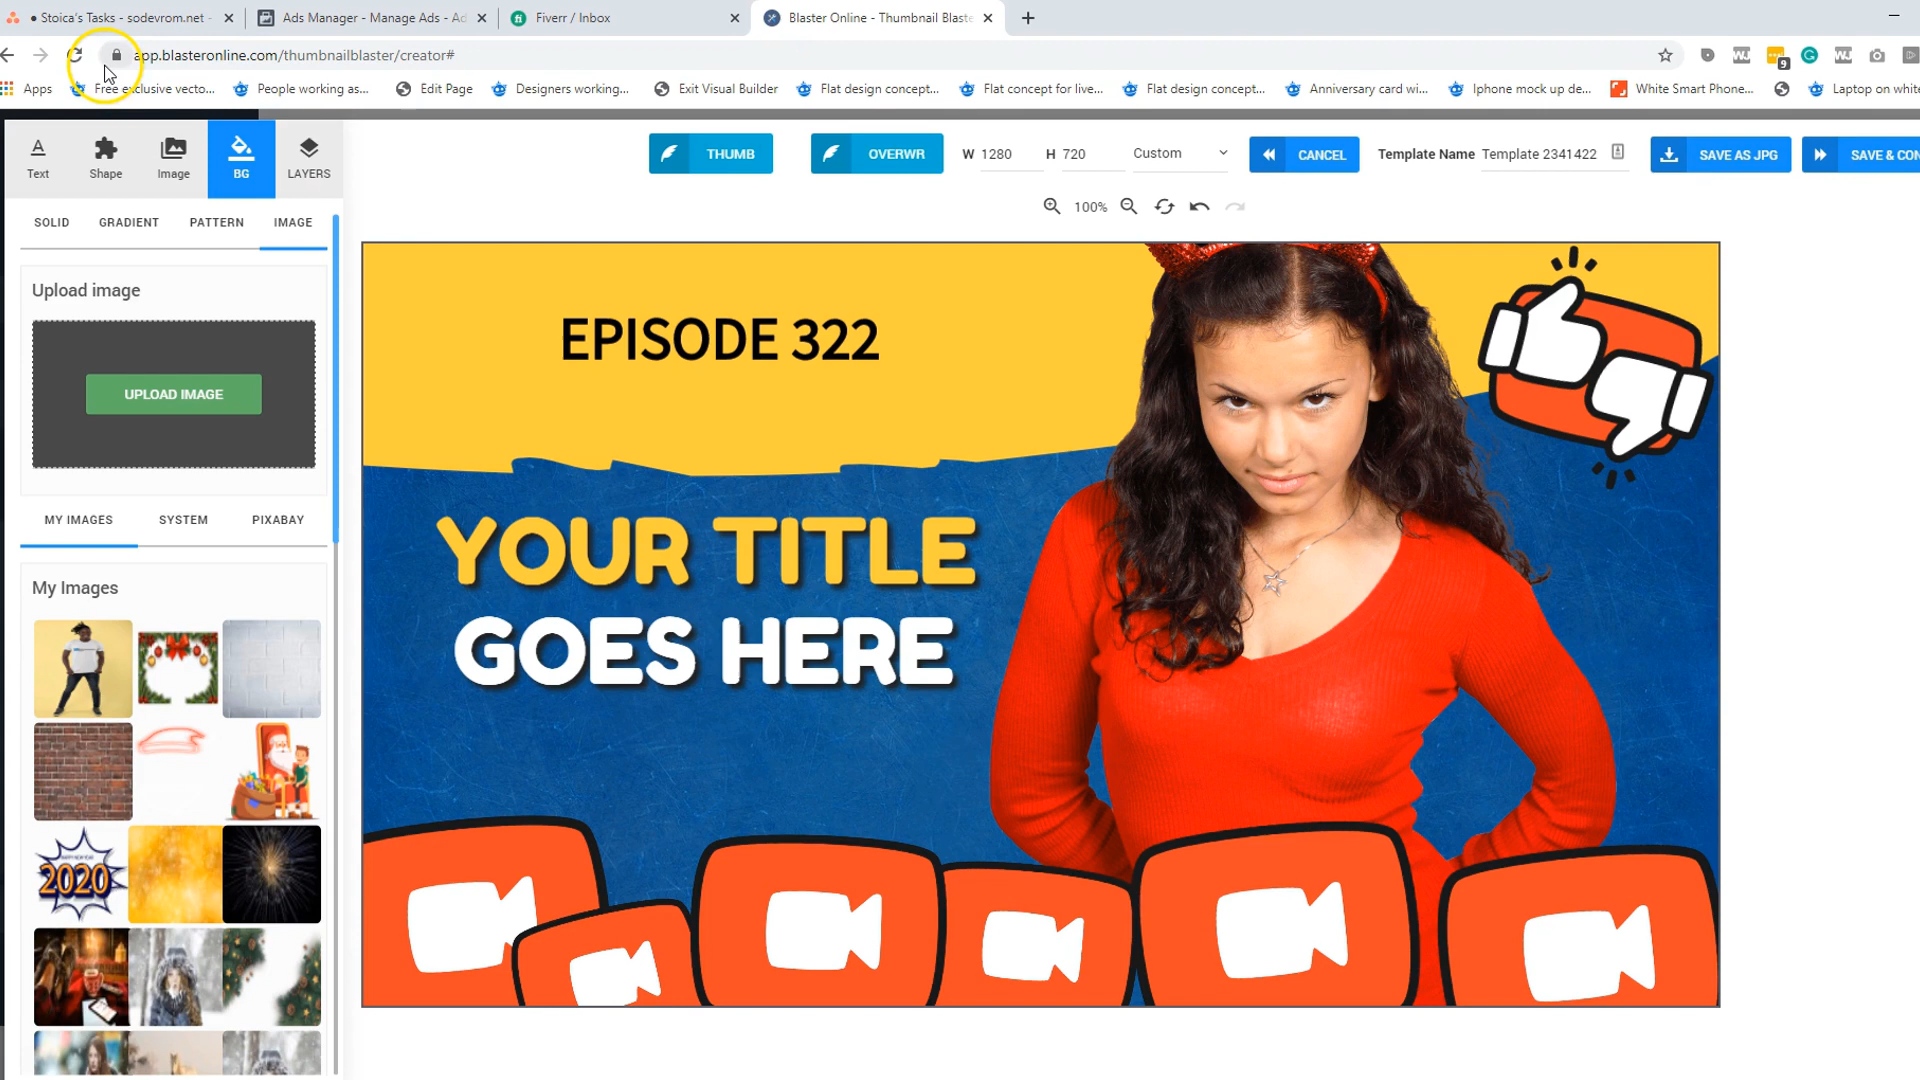 • Stoica's Tasks - sodevrom.net -
Ads Manager - Manage Ads - Ad
Fiverr / Inbox
Blaster Online - Thumbnail Blaste
app.blasteronline.com/thumbnailblaster/creator#
9
Apps
Free exclusive vecto...
People working as...
Edit Page
Designers working...
Exit Visual Builder
Flat design concept...
Flat concept for live...
Flat design concept...
Anniversary card wi...
Iphone mock up de...
White Smart Phone...
Laptop on white
Text
Shape
Image
BG
LAYERS
THUMB
OVERWR
W 1280
H 720
Custom
CANCEL
Template Name
Template 2341422
SAVE AS JPG
SAVE & CON
100%
SOLID
GRADIENT
PATTERN
IMAGE
Upload image
UPLOAD IMAGE
MY IMAGES
SYSTEM
PIXABAY
My Images
2020
EPISODE 322
YOUR TITLE
GOES HERE